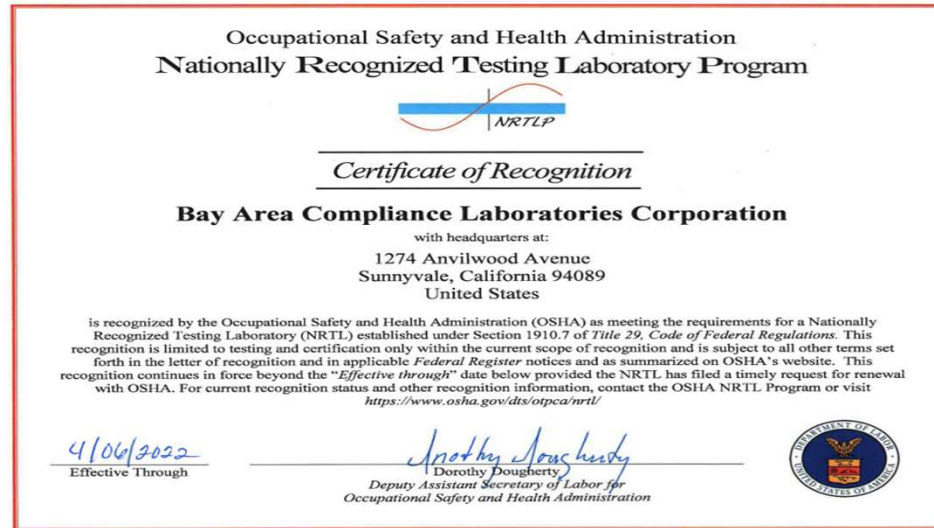 Occupational Safety and Health Administration
Nationally Recognized Testing Laboratory Program
NRTLP
Certificate of Recognition
Bay Area Compliance Laboratories Corporation
with headquarters at:
1274 Anvilwood Avenue
Sunnyvale, California 94089
United States
is recognized by the Occupational Safety and Health Administration (OSHA) as meeting the requirements for a Nationally
Recognized Testing Laboratory (NRTL) established under Section 1910.7 of Title 29, Code of Federal Regulations. This
recognition is limited to testing and certification only within the current scope of recognition and is subject to all other terms set
forth in the letter of recognition and in applicable Federal Register notices and as summarized on OSHA's website. This
recognition continues in force beyond the "Effective through" date below provided the NRTL has filed a timely request for renewal
with OSHA. For current recognition status and other recognition information, contact the OSHA NRTL Program or visit
https://www.osha.gov/dts/otpca/nrtl/
4/06/2022
Effective Through
Dorothy Dougherty
Dorothy Dougherty
Deputy Assistant Secretary of Labor for
Occupational Safety and Health Administration
DEPARTMENT OF LABOR
UNITED STATES OF AMERICA